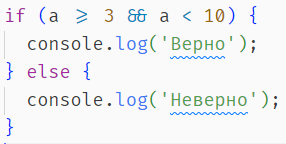 if (a >= 3 && a < 10) {
  console.log('Верно');
} else {
  console.log('Неверно');
}